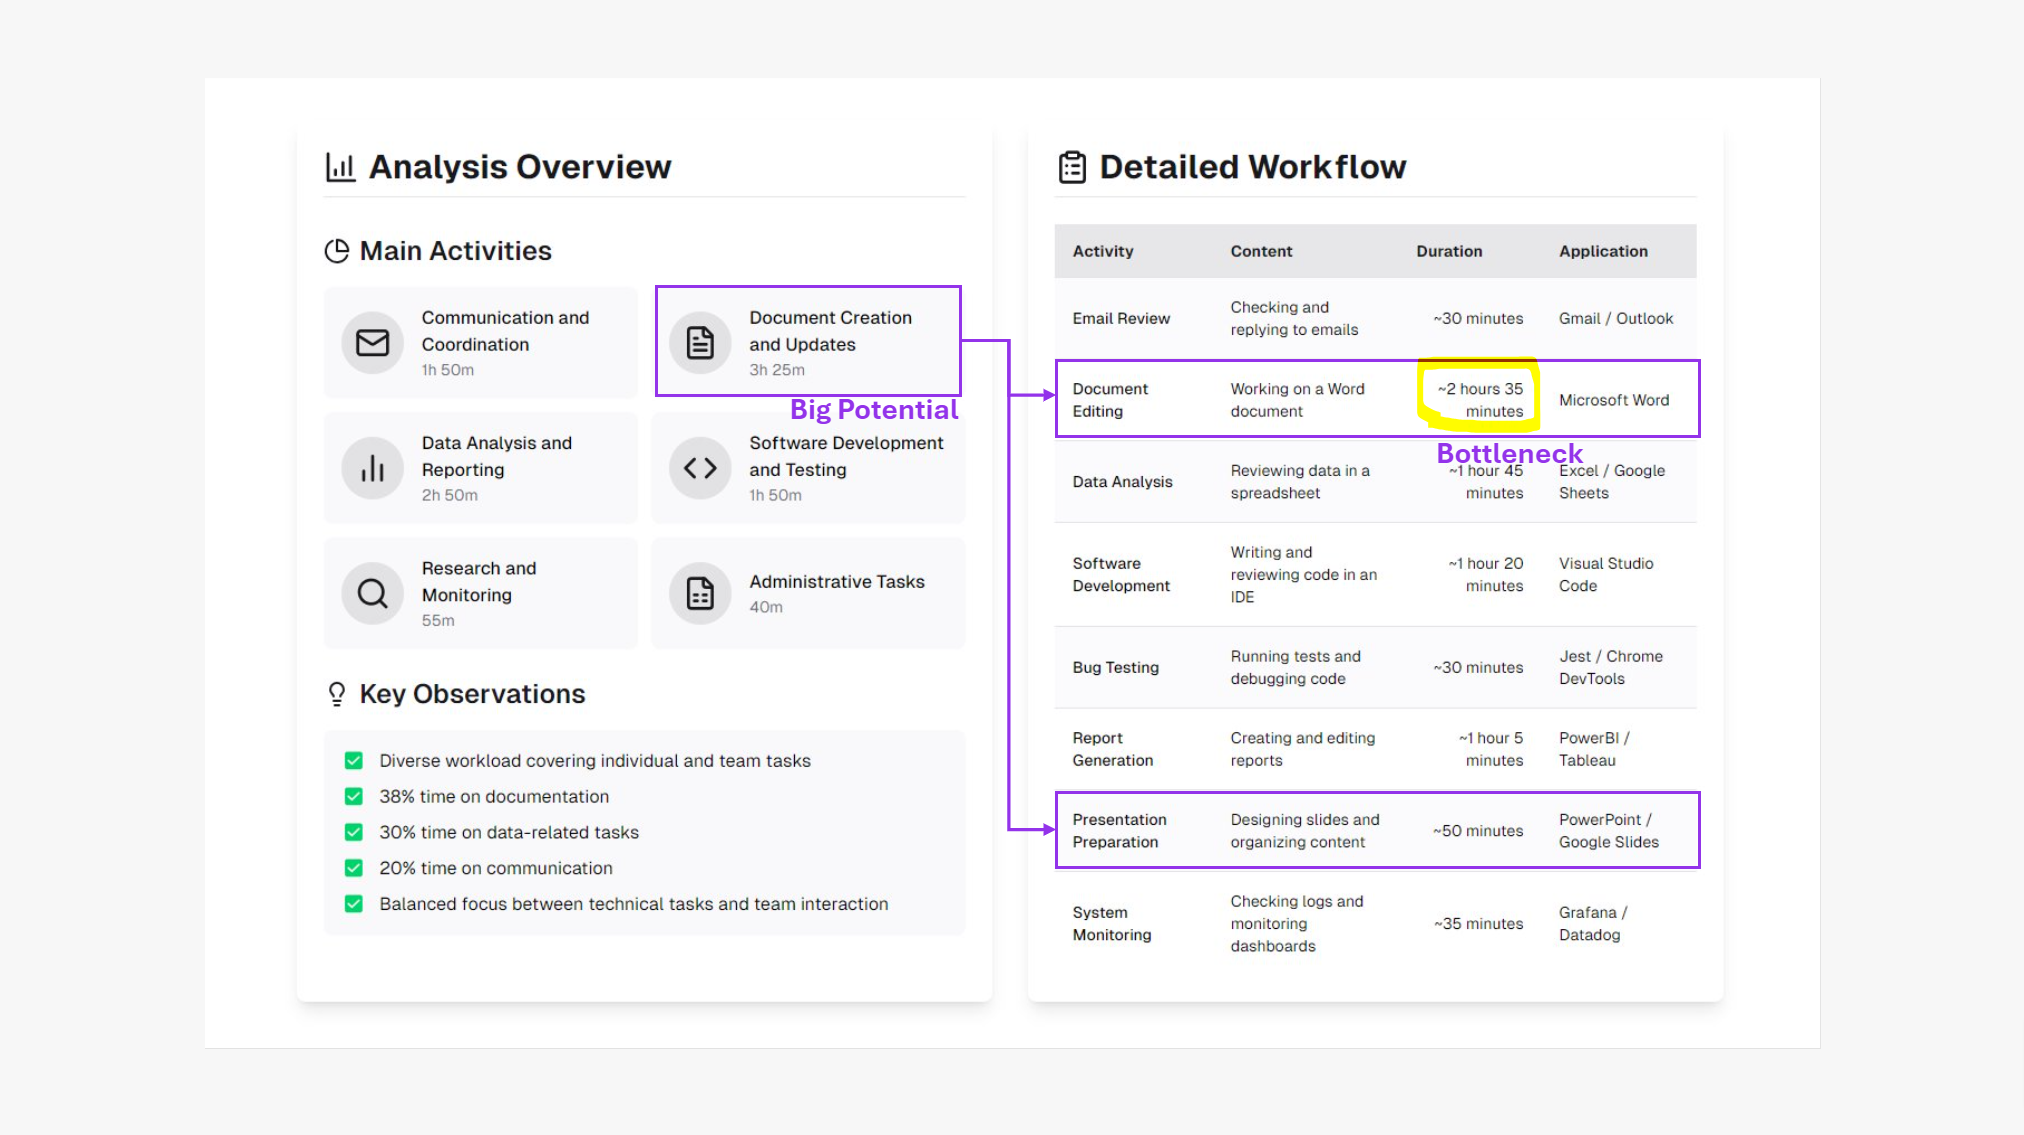 Analysis Overview
Main Activities
Communication and
Coordination
1h 50m
Document Creation
and Updates
3h 25m
Big Potential
Data Analysis and
Reporting
2h 50m
Software Development
and Testing
1h 50m
Research and
Monitoring
55m
Administrative Tasks
40m
Key Observations
Diverse workload covering individual and team tasks
38% time on documentation
30% time on data-related tasks
20% time on communication
Balanced focus between technical tasks and team interaction
Detailed Workflow
Activity Content Duration Application
Email Review
Checking and
replying to emails
~30 minutes
Gmail / Outlook
Document
Editing
Working on a Word
document
~2 hours 35
minutes
Microsoft Word
Bottleneck
Data Analysis
Reviewing data in a
spreadsheet
~1 hour 45
minutes
Excel / Google
Sheets
Software
Development
Writing and
reviewing code in an
IDE
~1 hour 20
minutes
Visual Studio
Code
Bug Testing
Running tests and
debugging code
~30 minutes
Jest / Chrome
DevTools
Report
Generation
Creating and editing
reports
~1 hour 5
minutes
PowerBI /
Tableau
Presentation
Preparation
Designing slides and
organizing content
~50 minutes
PowerPoint /
Google Slides
System
Monitoring
Checking logs and
monitoring
dashboards
~35 minutes
Grafana /
Datadog